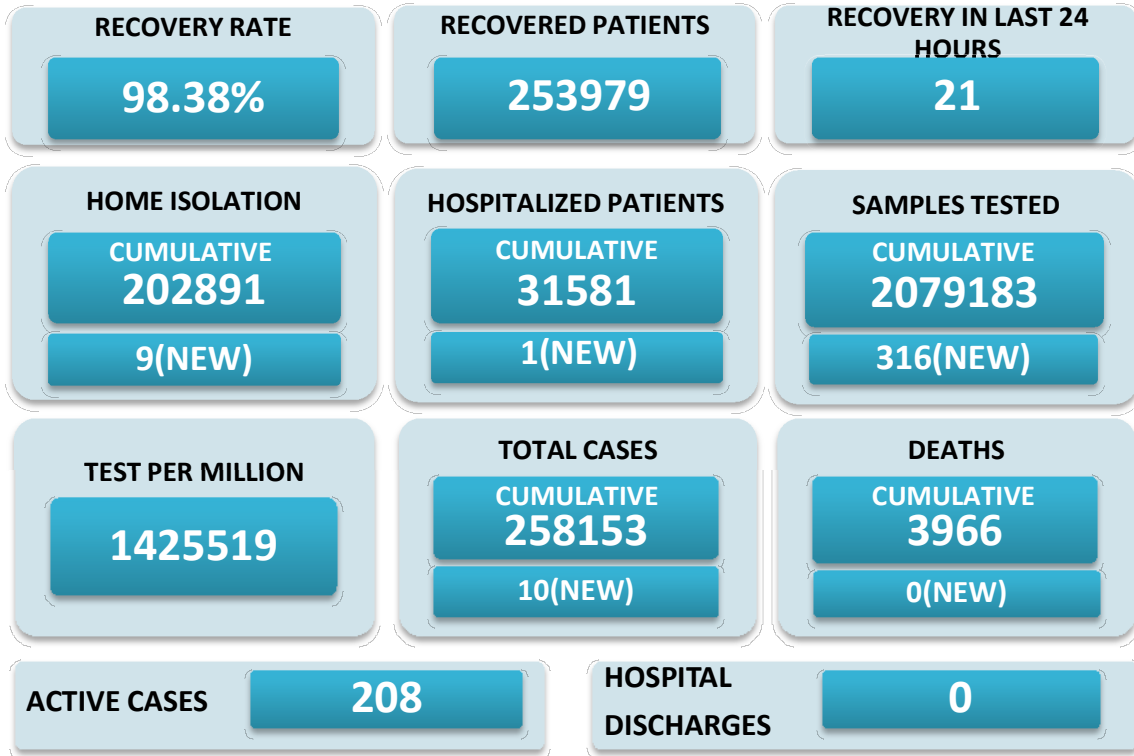 RECOVERY RATE
98.38%
RECOVERED PATIENTS
253979
RECOVERY IN LAST 24
HOURS
21
HOME ISOLATION
CUMULATIVE
202891
9(NEW)
HOSPITALIZED PATIENTS
CUMULATIVE
31581
1(NEW)
SAMPLES TESTED
CUMULATIVE
2079183
316(NEW)
TEST PER MILLION
1425519
TOTAL CASES
CUMULATIVE
258153
10(NEW)
DEATHS
CUMULATIVE
3966
0(NEW)
ACTIVE CASES
208
HOSPITAL
DISCHARGES
0